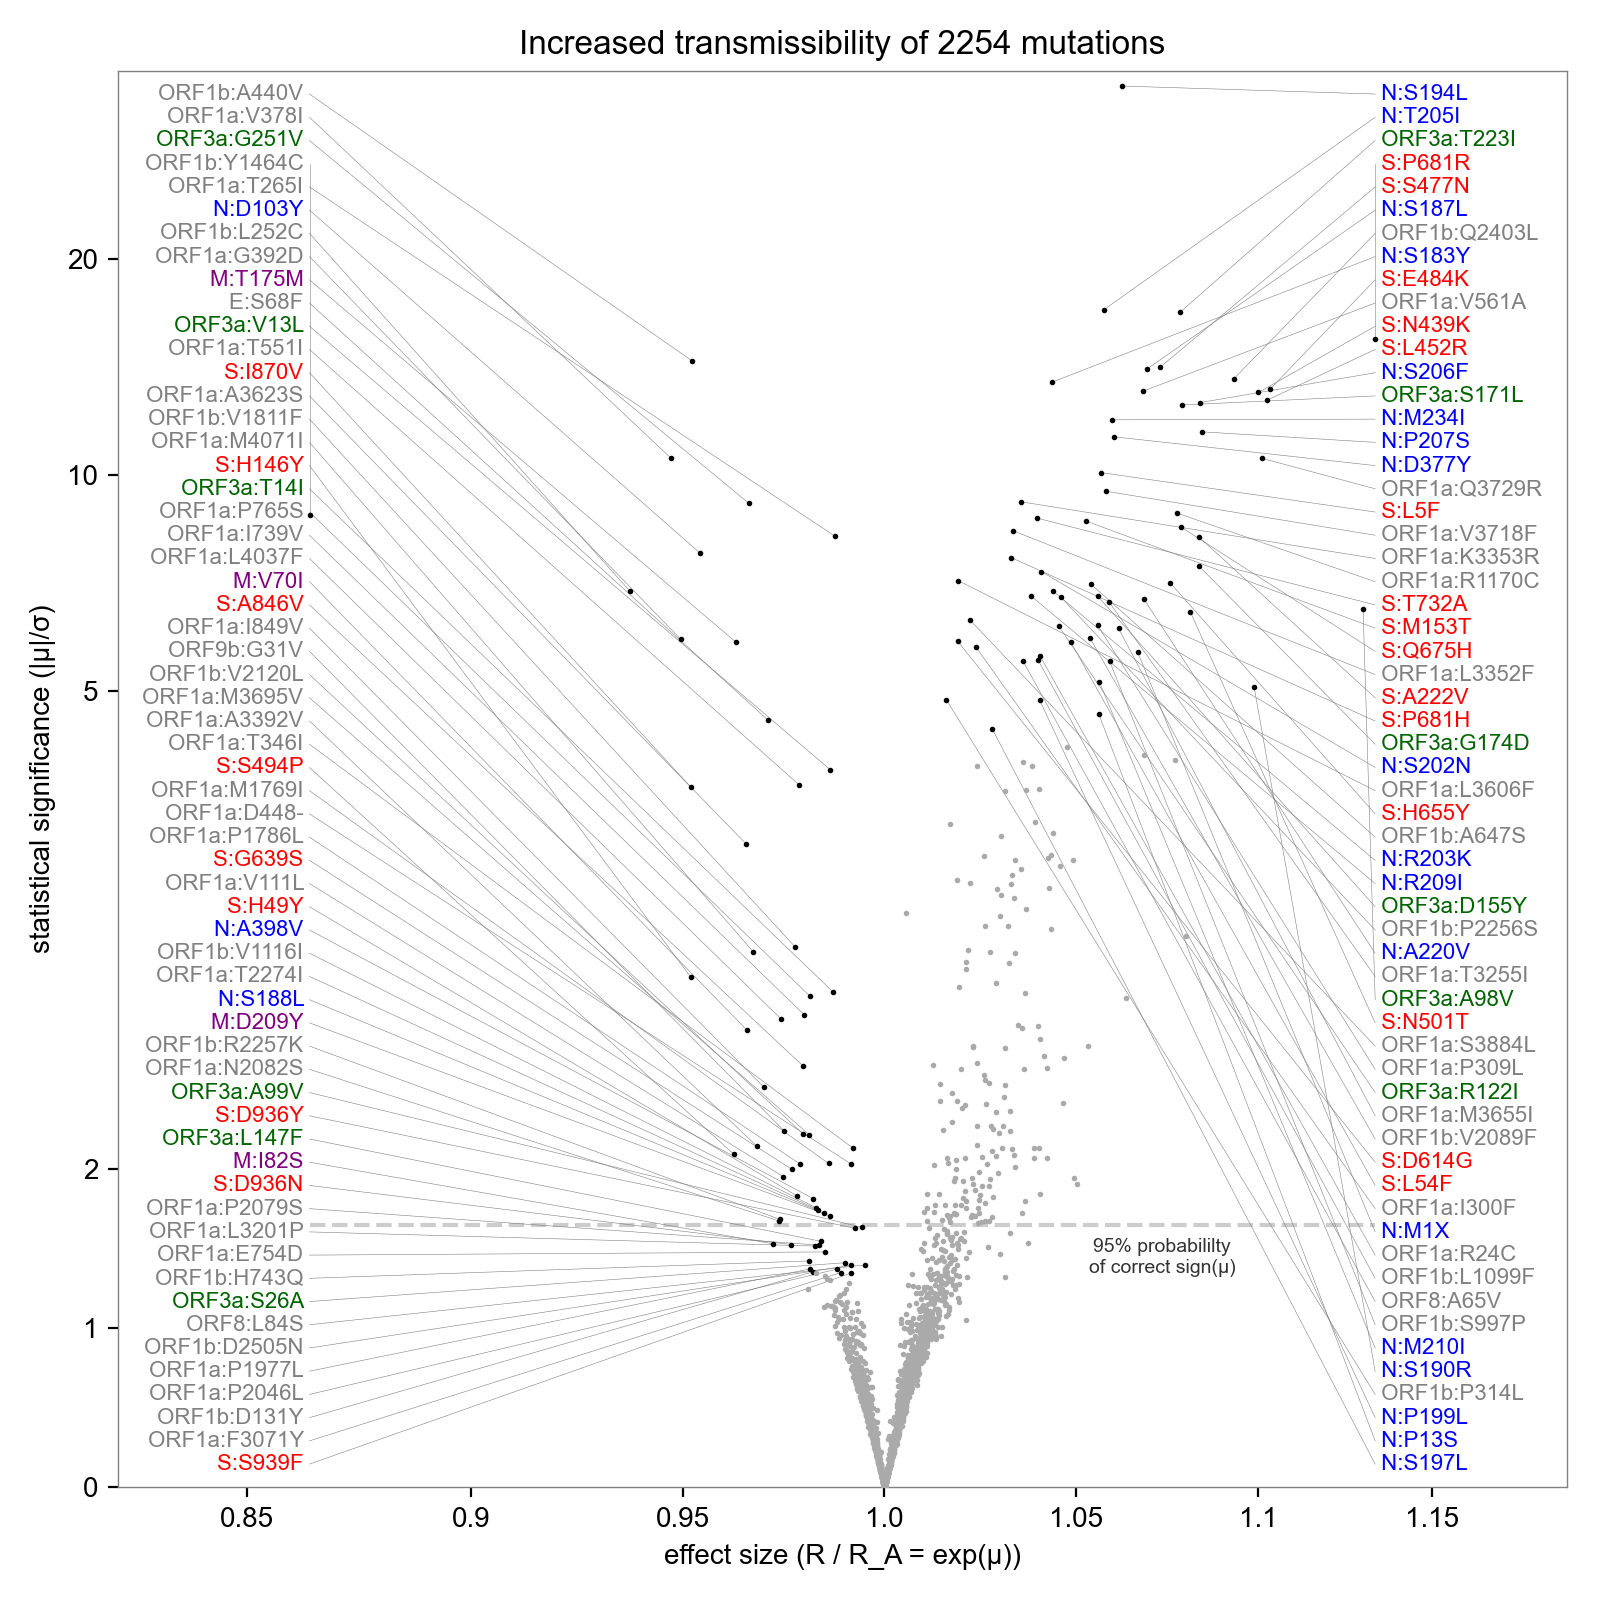 Increased transmissibility of 2254 mutations
ORF1b:A440V
ORF1a:V378I
ORF3a:G251V
ORF1b:Y1464C
ORF1a:T265I
N:D103Y
ORF1b:L252C
ORF1a:G392D
M:T175M
E:S68F
ORF3a:V13L
ORF1a:T551I
S:I870V
ORF1a:A3623S
ORF1b:V1811F
ORF1a:M4071I
S:H146Y
ORF3a:T14I
ORF1a:P765S
ORF1a:I739V
ORF1a:L4037F
M:V70I
S:A846V
ORF1a:I849V
ORF9b:G31V
ORF1b:V2120L
ORF1a:M3695V
ORF1a:A3392V
ORF1a:T346I
S:S494P
ORF1a:M1769I
ORF1a:D448-
ORF1a:P1786L
S:G639S
ORF1a:V111L
S:H49Y
N:A398V
ORF1b:V1116I
ORF1a:T2274I
N:S188L
M:D209Y
ORF1b:R2257K
ORF1a:N2082S
ORF3a:A99V
S:D936Y
ORF3a:L147F
M:I82S
S:D936N
ORF1a:P2079S
ORF1a:L3201P
ORF1a:E754D
ORF1b:H743Q
ORF3a:S26A
ORF8:L84S
ORF1b:D2505N
ORF1a:P1977L
ORF1a:P2046L
ORF1b:D131Y
ORF1a:F3071Y
S:S939F
N:S194L
N:T205I
ORF3a:T223I
S:P681R
S:S477N
N:S187L
ORF1b:Q2403L
N:S183Y
S:E484K
ORF1a:V561A
S:N439K
S:L452R
N:S206F
ORF3a:S171L
N:M234I
N:P207S
N:D377Y
ORF1a:Q3729R
S:L5F
ORF1a:V3718F
ORF1a:K3353R
ORF1a:R1170C
S:T732A
S:M153T
S:Q675H
ORF1a:L3352F
S:A222V
S:P681H
ORF3a:G174D
N:S202N
ORF1a:L3606F
S:H655Y
ORF1b:A647S
N:R203K
N:R209I
ORF3a:D155Y
ORF1b:P2256S
N:A220V
ORF1a:T3255I
ORF3a:A98V
S:N501T
ORF1a:S3884L
ORF1a:P309L
ORF3a:R122I
ORF1a:M3655I
ORF1b:V2089F
S:D614G
S:L54F
ORF1a:I300F
N:M1X
ORF1a:R24C
ORF1b:L1099F
ORF8:A65V
ORF1b:S997P
N:M210I
N:S190R
ORF1b:P314L
N:P199L
N:P13S
N:S197L
95% probabililty
of correct sign(μ)
statistical significance (|μ|/σ)
20
10
5
2
1
0
0.85
0.9
0.95
1.0
1.05
1.1
1.15
effect size (R / R_A = exp(μ))